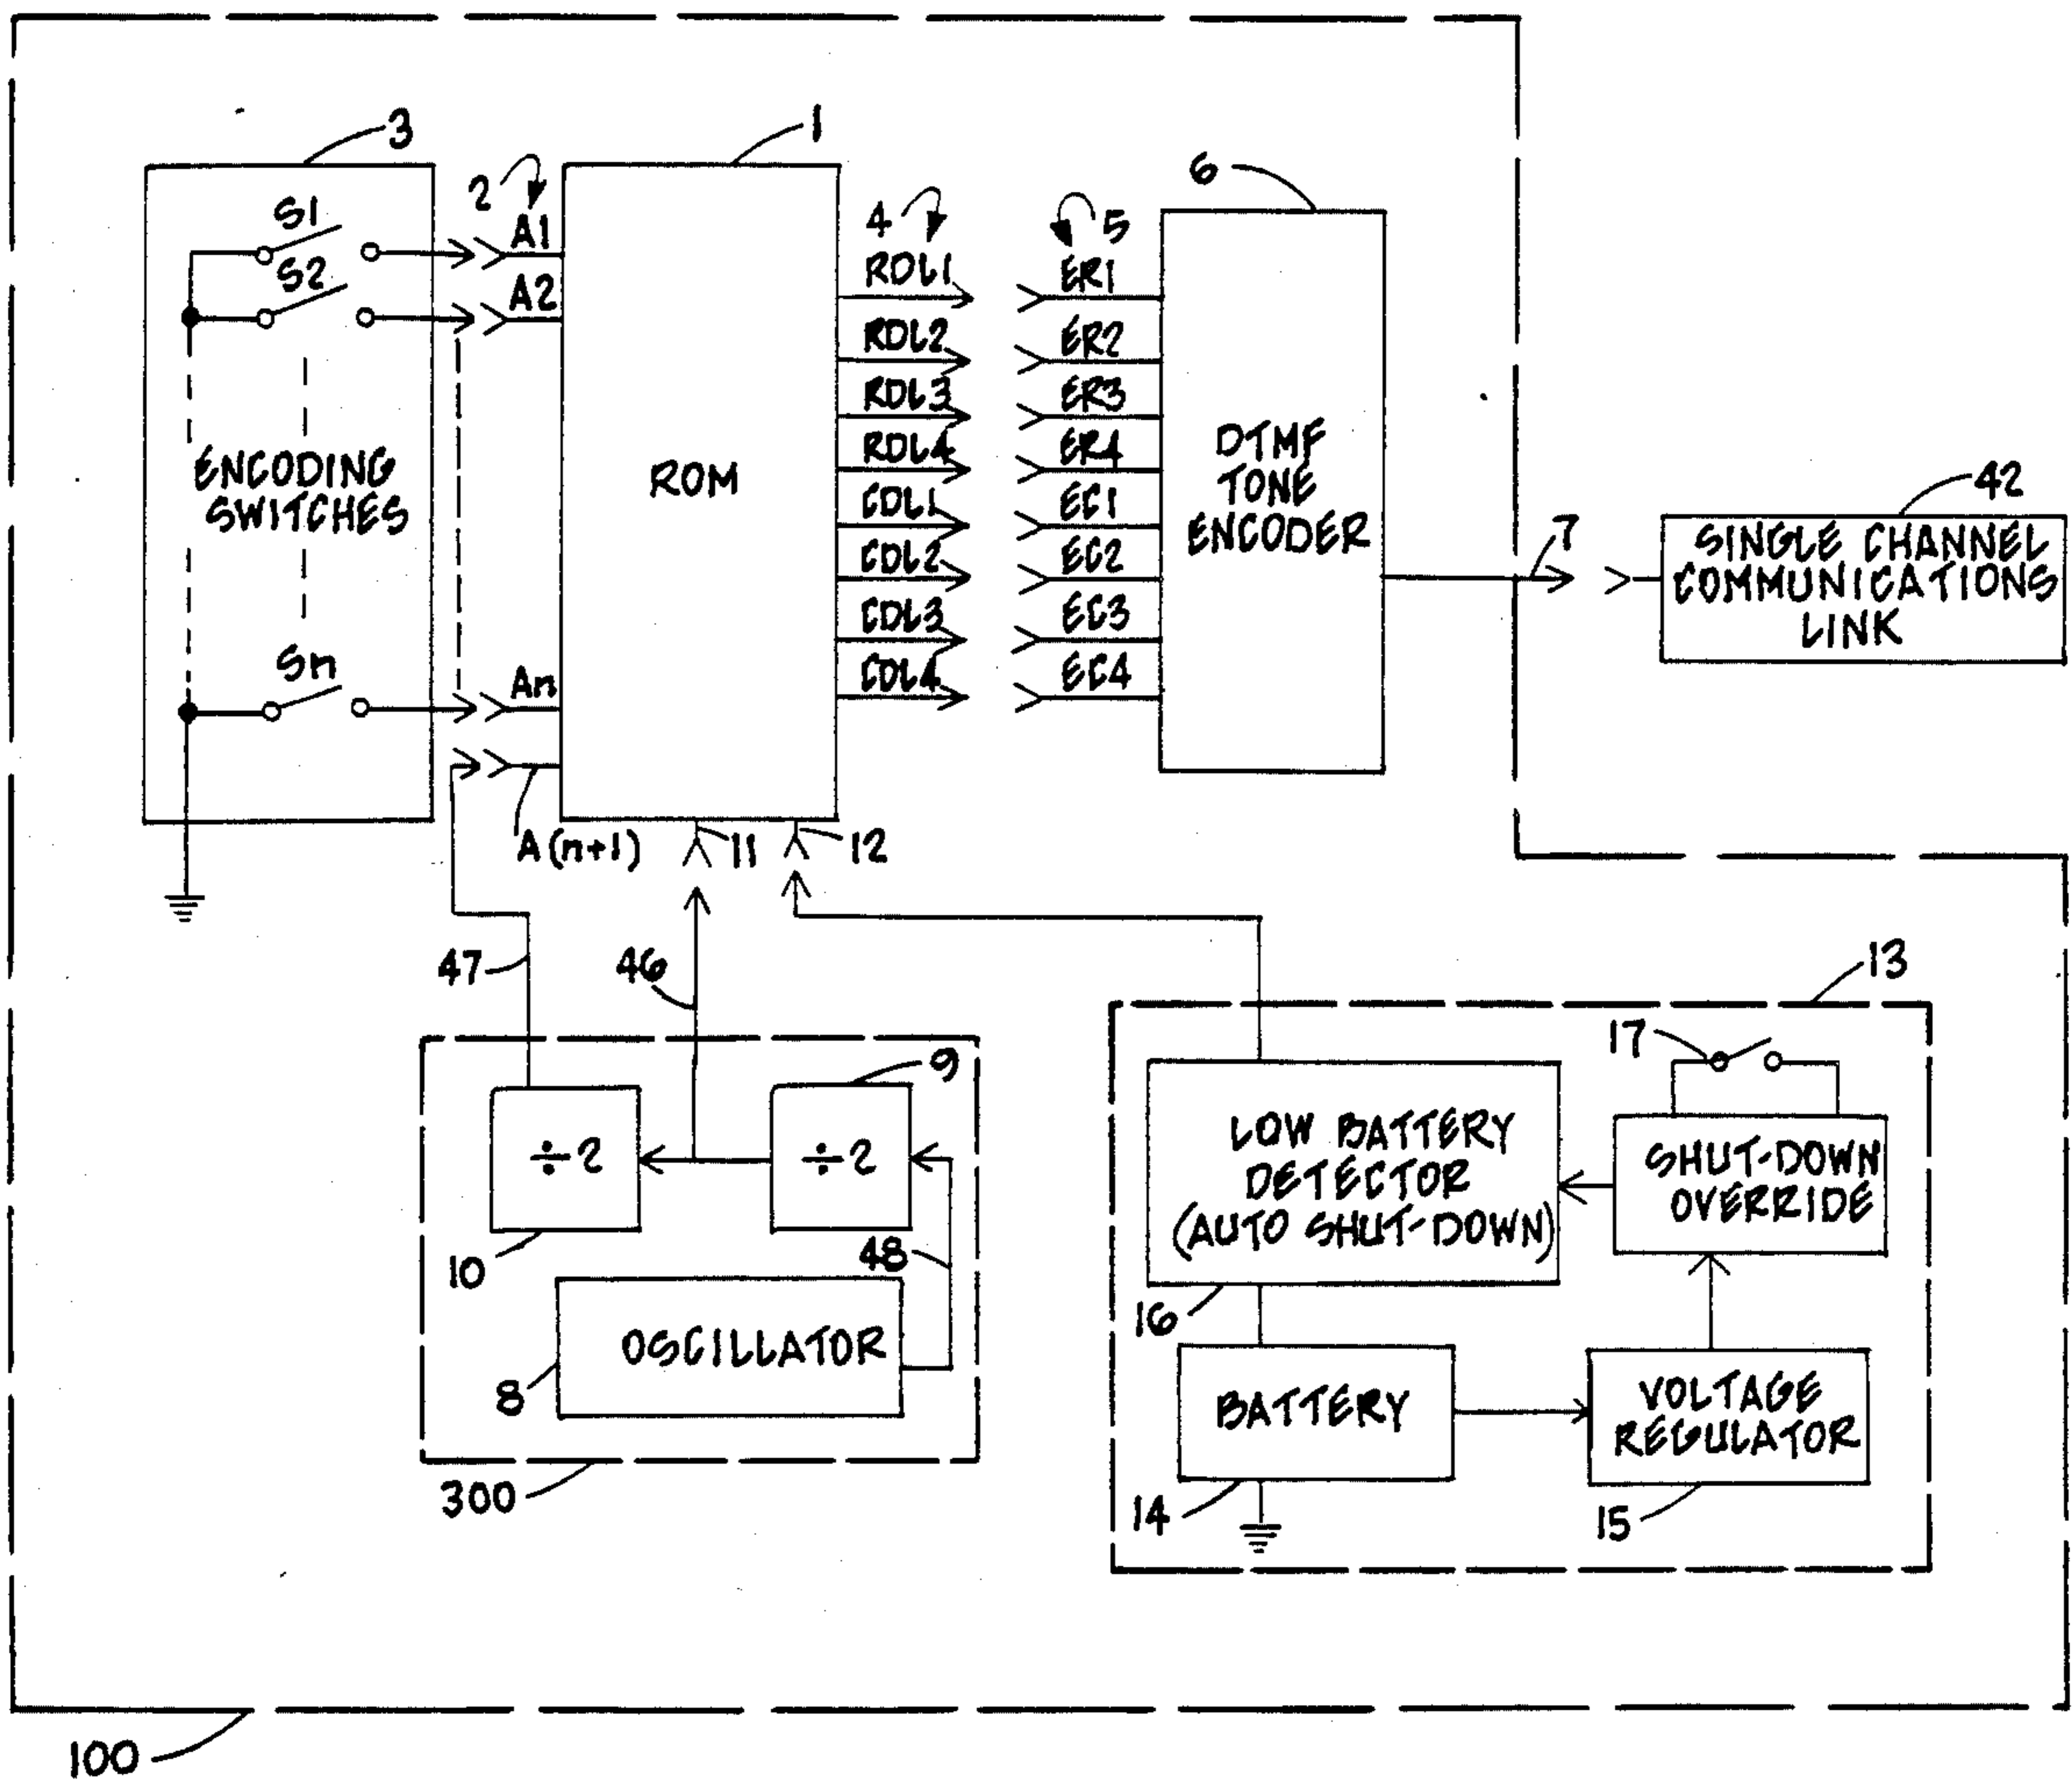 3
1
2
S1
A1
S2
A2
ENCODING
SWITCHES
Sn
An
A(n+1)
ROM
4
RDL1
RDL2
RDL3
RDL4
CDL1
CDL2
CDL3
CDL4
5
ER1
ER2
ER3
ER4
EC1
EC2
EC3
EC4
6
DTMF
TONE
ENCODER
7
42
SINGLE CHANNEL
COMMUNICATIONS
LINK
11
12
47
46
9
÷2
÷2
10
48
OSCILLATOR
8
300
13
17
LOW BATTERY
DETECTOR
(AUTO SHUT-DOWN)
SHUT-DOWN
OVERRIDE
16
BATTERY
VOLTAGE
REGULATOR
14
15
100